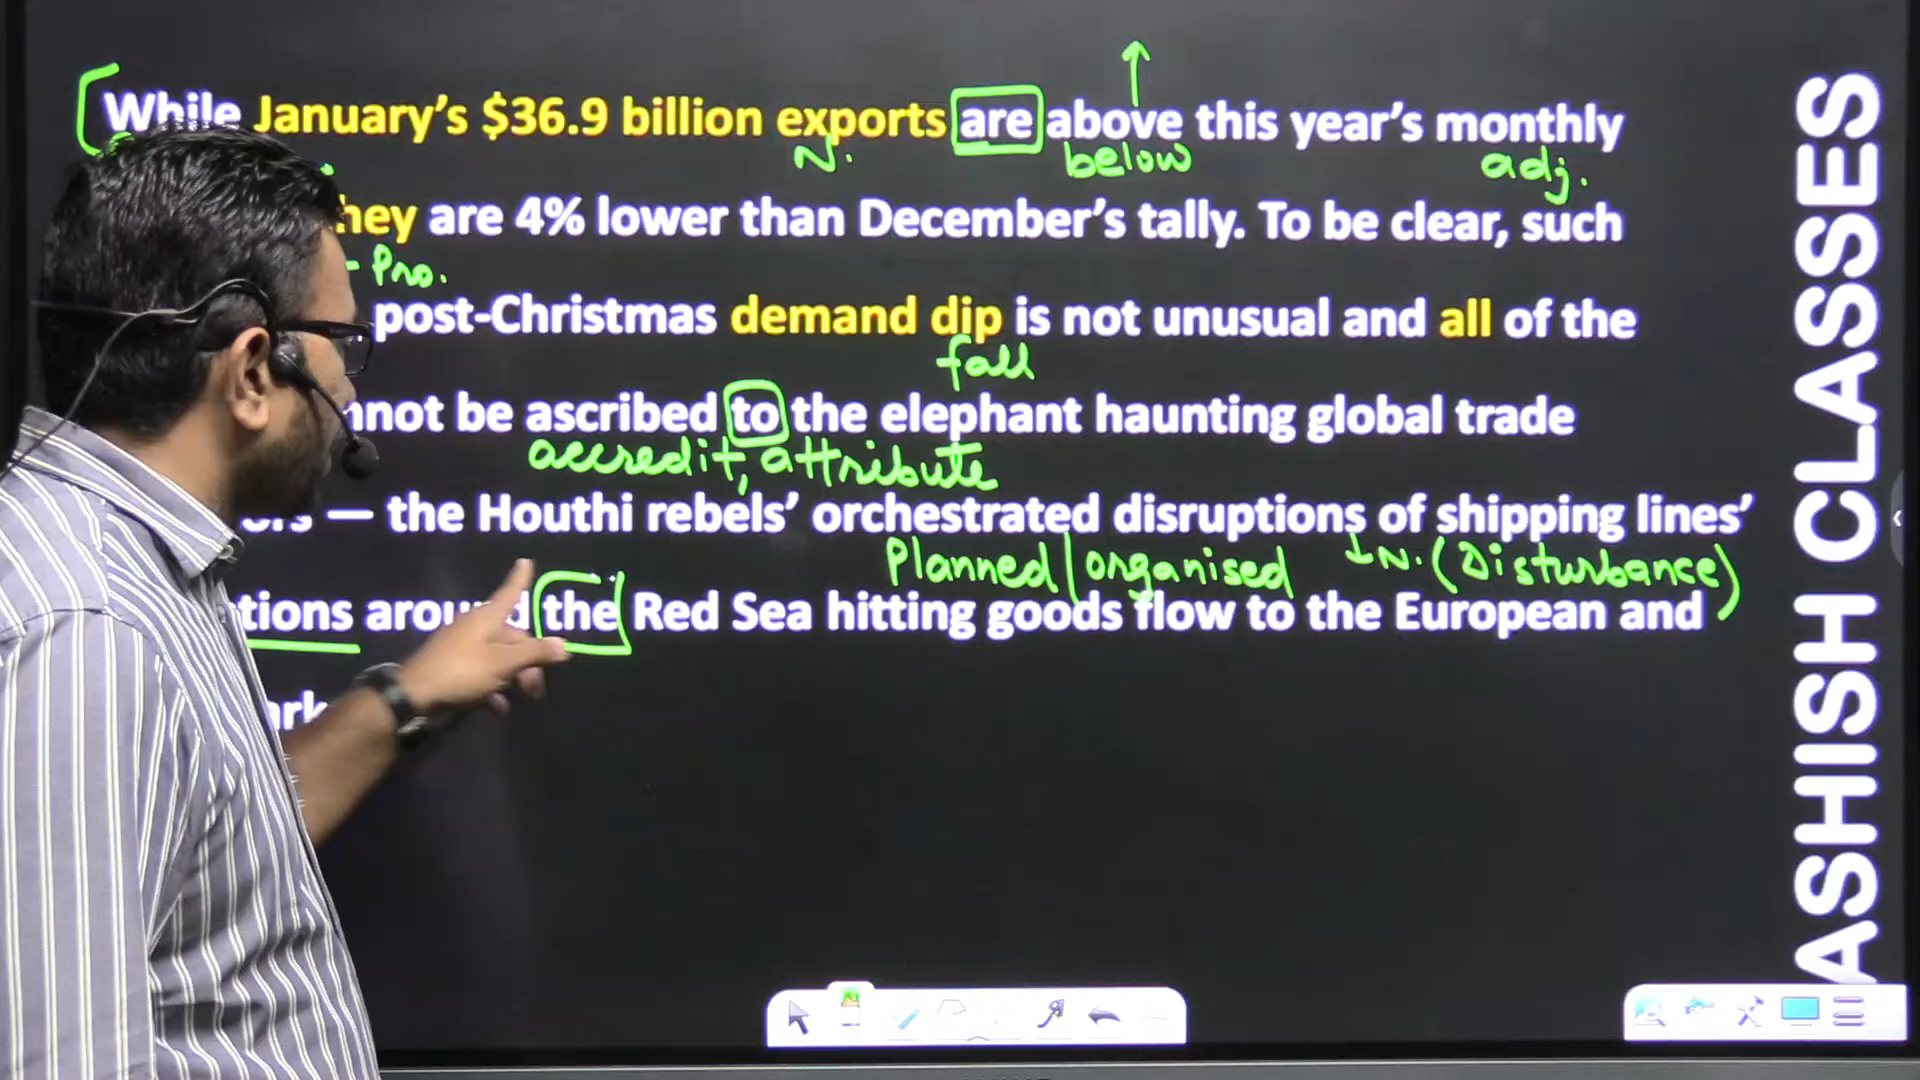 While January's $36.9 billion exports are above this year's monthly
N. below adj.
they are 4% lower than December's tally. To be clear, such
Pro.
post-Christmas demand dip is not unusual and all of the
fall
be ascribed to the elephant haunting global trade
accredit, attribute
— the Houthi rebels' orchestrated disruptions of shipping lines'
Planned/organised N. (Disturbance)
around the Red Sea hitting goods flow to the European and
ASHISH CLASSES